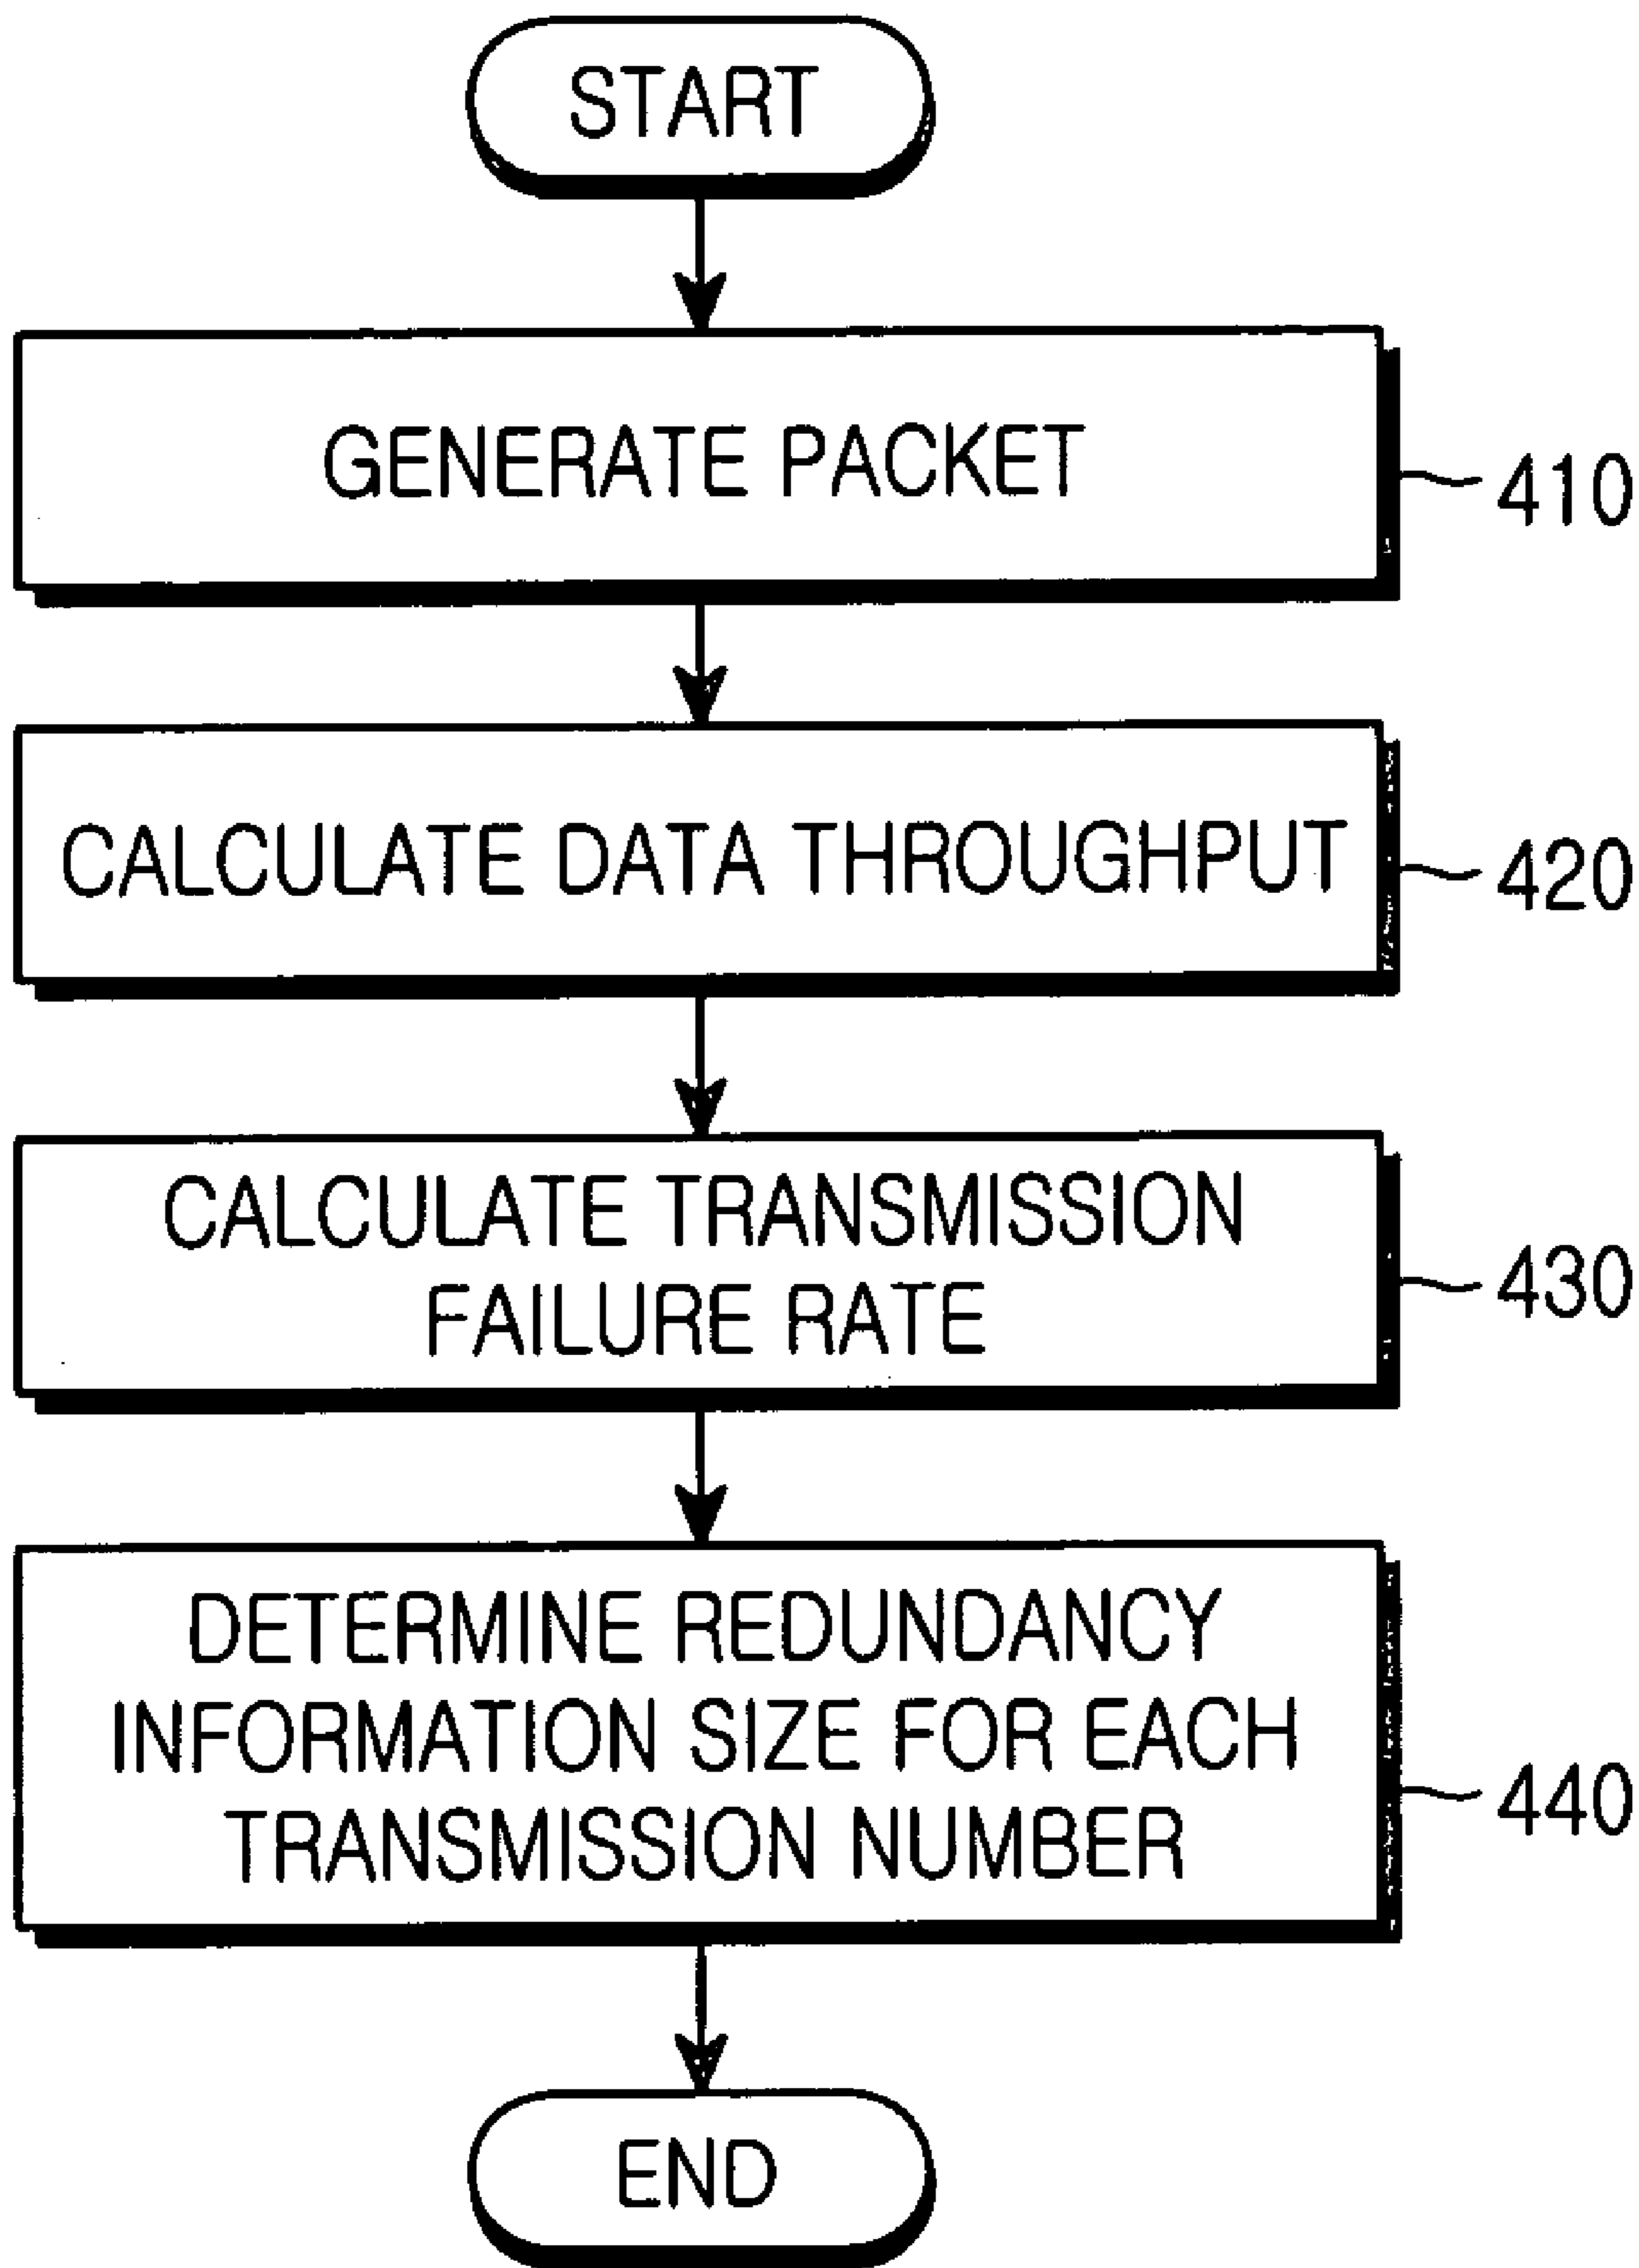 START
GENERATE PACKET
410
CALCULATE DATA THROUGHPUT
420
CALCULATE TRANSMISSION
FAILURE RATE
430
DETERMINE REDUNDANCY
INFORMATION SIZE FOR EACH
TRANSMISSION NUMBER
440
END